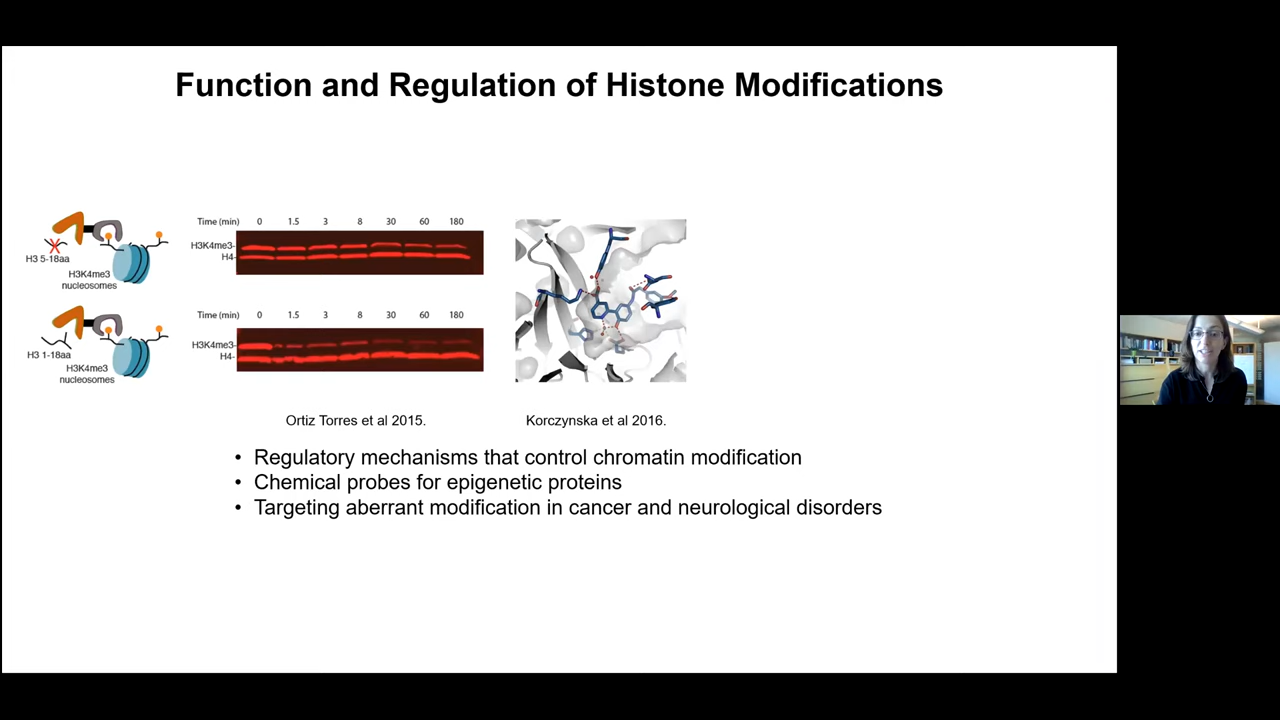 Function and Regulation of Histone Modifications
H3 5-18aa
H3K4me3
nucleosomes
Time (min) 0 1.5 3 8 30 60 180
H3K4me3-
H4-
H3 1-18aa
H3K4me3
nucleosomes
Time (min) 0 1.5 3 8 30 60 180
H3K4me3-
H4-
Ortiz Torres et al 2015.
Korczynska et al 2016.
• Regulatory mechanisms that control chromatin modification
• Chemical probes for epigenetic proteins
• Targeting aberrant modification in cancer and neurological disorders